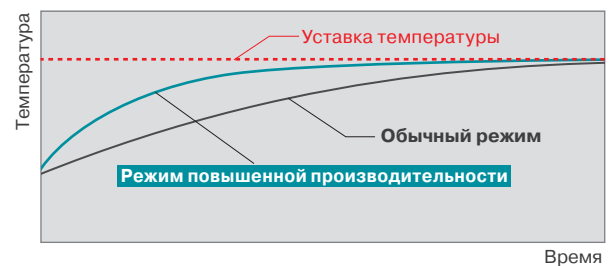 Температура
Уставка температуры
Обычный режим
Режим повышенной производительности
Время